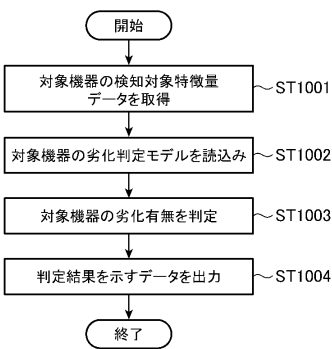 開始
対象機器の検知対象特徴量
データを取得
ST1001
対象機器の劣化判定モデルを読込み
ST1002
対象機器の劣化有無を判定
ST1003
判定結果を示すデータを出力
ST1004
終了